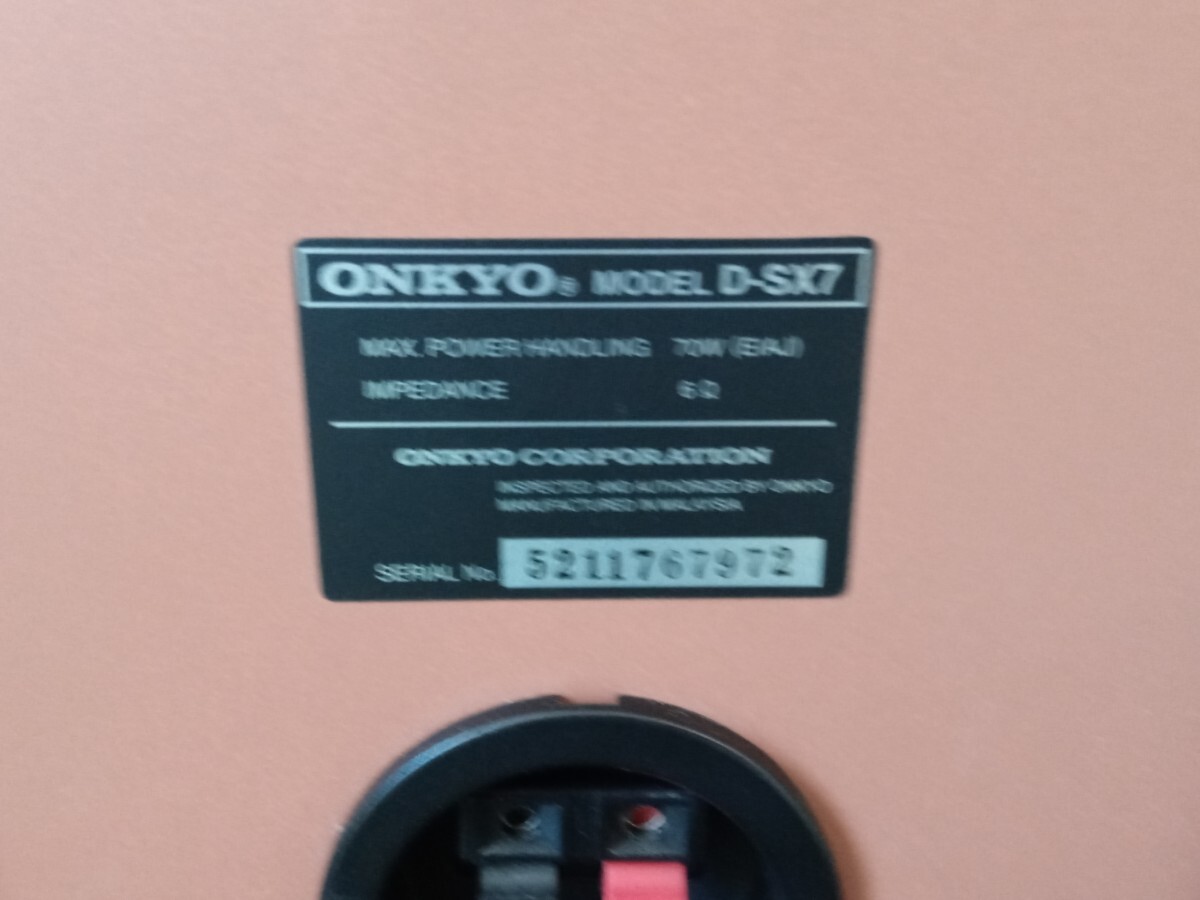 ONKYO® MODEL D-SX7
MAX. POWER HANDLING 70W (EIAJ)
IMPEDANCE 6Ω
ONKYO CORPORATION
INSPECTED AND AUTHORIZED BY ONKYO
MANUFACTURED IN MALAYSIA
SERIAL No. 5211767972